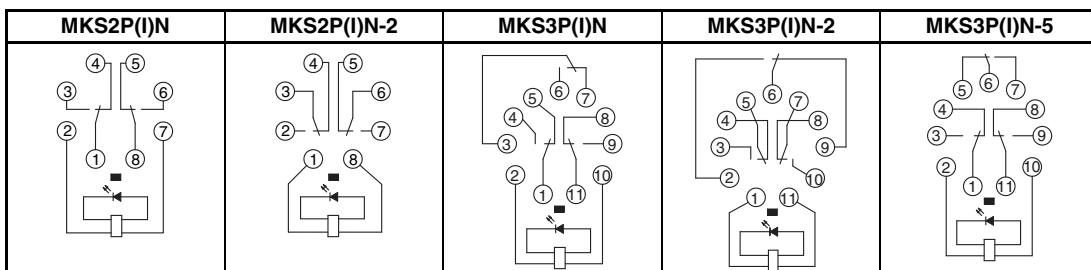 MKS2P(I)N MKS2P(I)N-2 MKS3P(I)N MKS3P(I)N-2 MKS3P(I)N-5
4 5 3 6 2 7 1 8
4 5 3 6 2 7 1 8
6 7 5 4 8 3 9 2 10 1 11
6 5 7 4 8 3 9 2 10 1 11
6 5 7 4 8 3 9 2 10 1 11